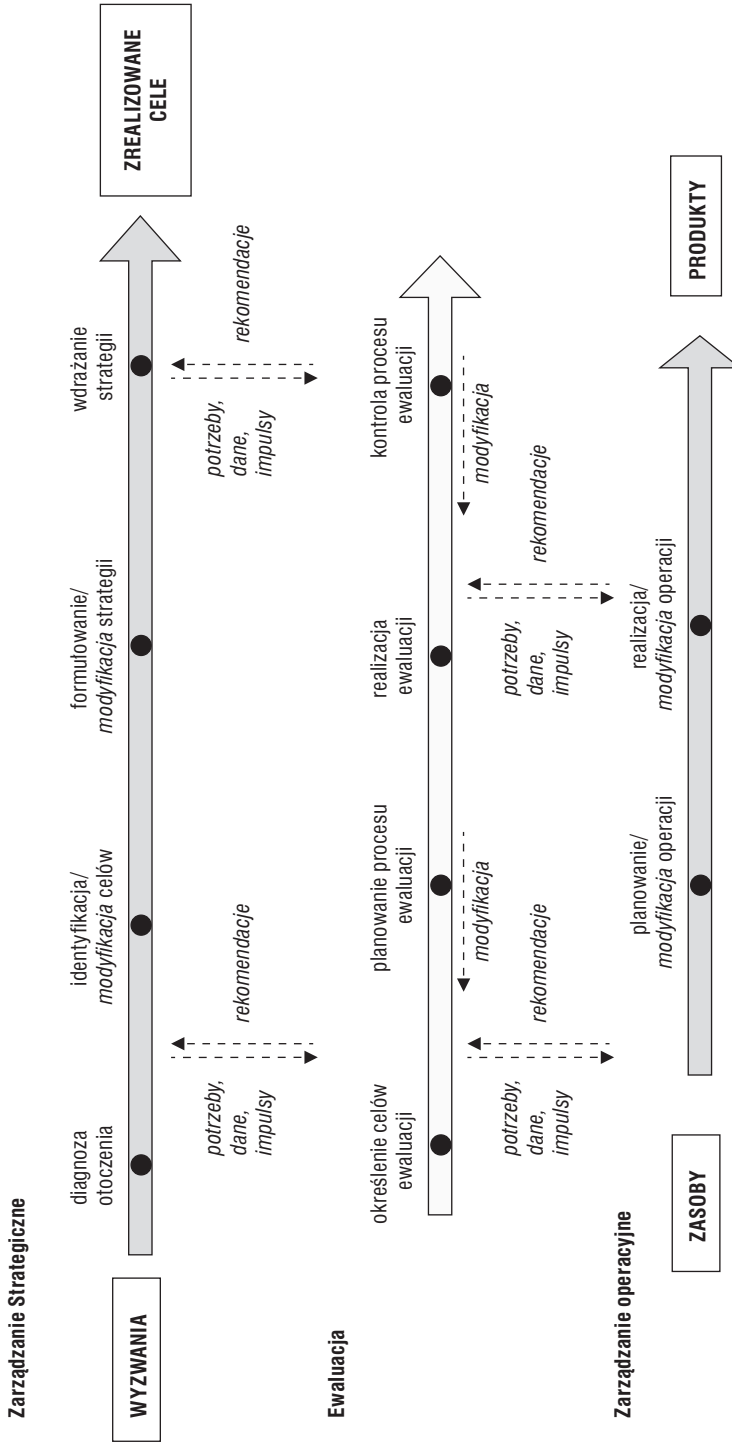 Zarządzanie Strategiczne
WYZWANIA
diagnoza
otoczenia
identyfikacja/
modyfikacja celów
formułowanie/
modyfikacja strategii
wdrażanie
strategii
ZREALIZOWANE
CELE
potrzeby,
dane,
impulsy
rekomendacje
potrzeby,
dane,
impulsy
rekomendacje
Ewaluacja
określenie celów
ewaluacji
planowanie procesu
ewaluacji
realizacja
ewaluacji
kontrola procesu
ewaluacji
modyfikacja
modyfikacja
potrzeby,
dane,
impulsy
rekomendacje
potrzeby,
dane,
impulsy
rekomendacje
Zarządzanie operacyjne
ZASOBY
planowanie/
modyfikacja operacji
realizacja/
modyfikacja operacji
PRODUKTY